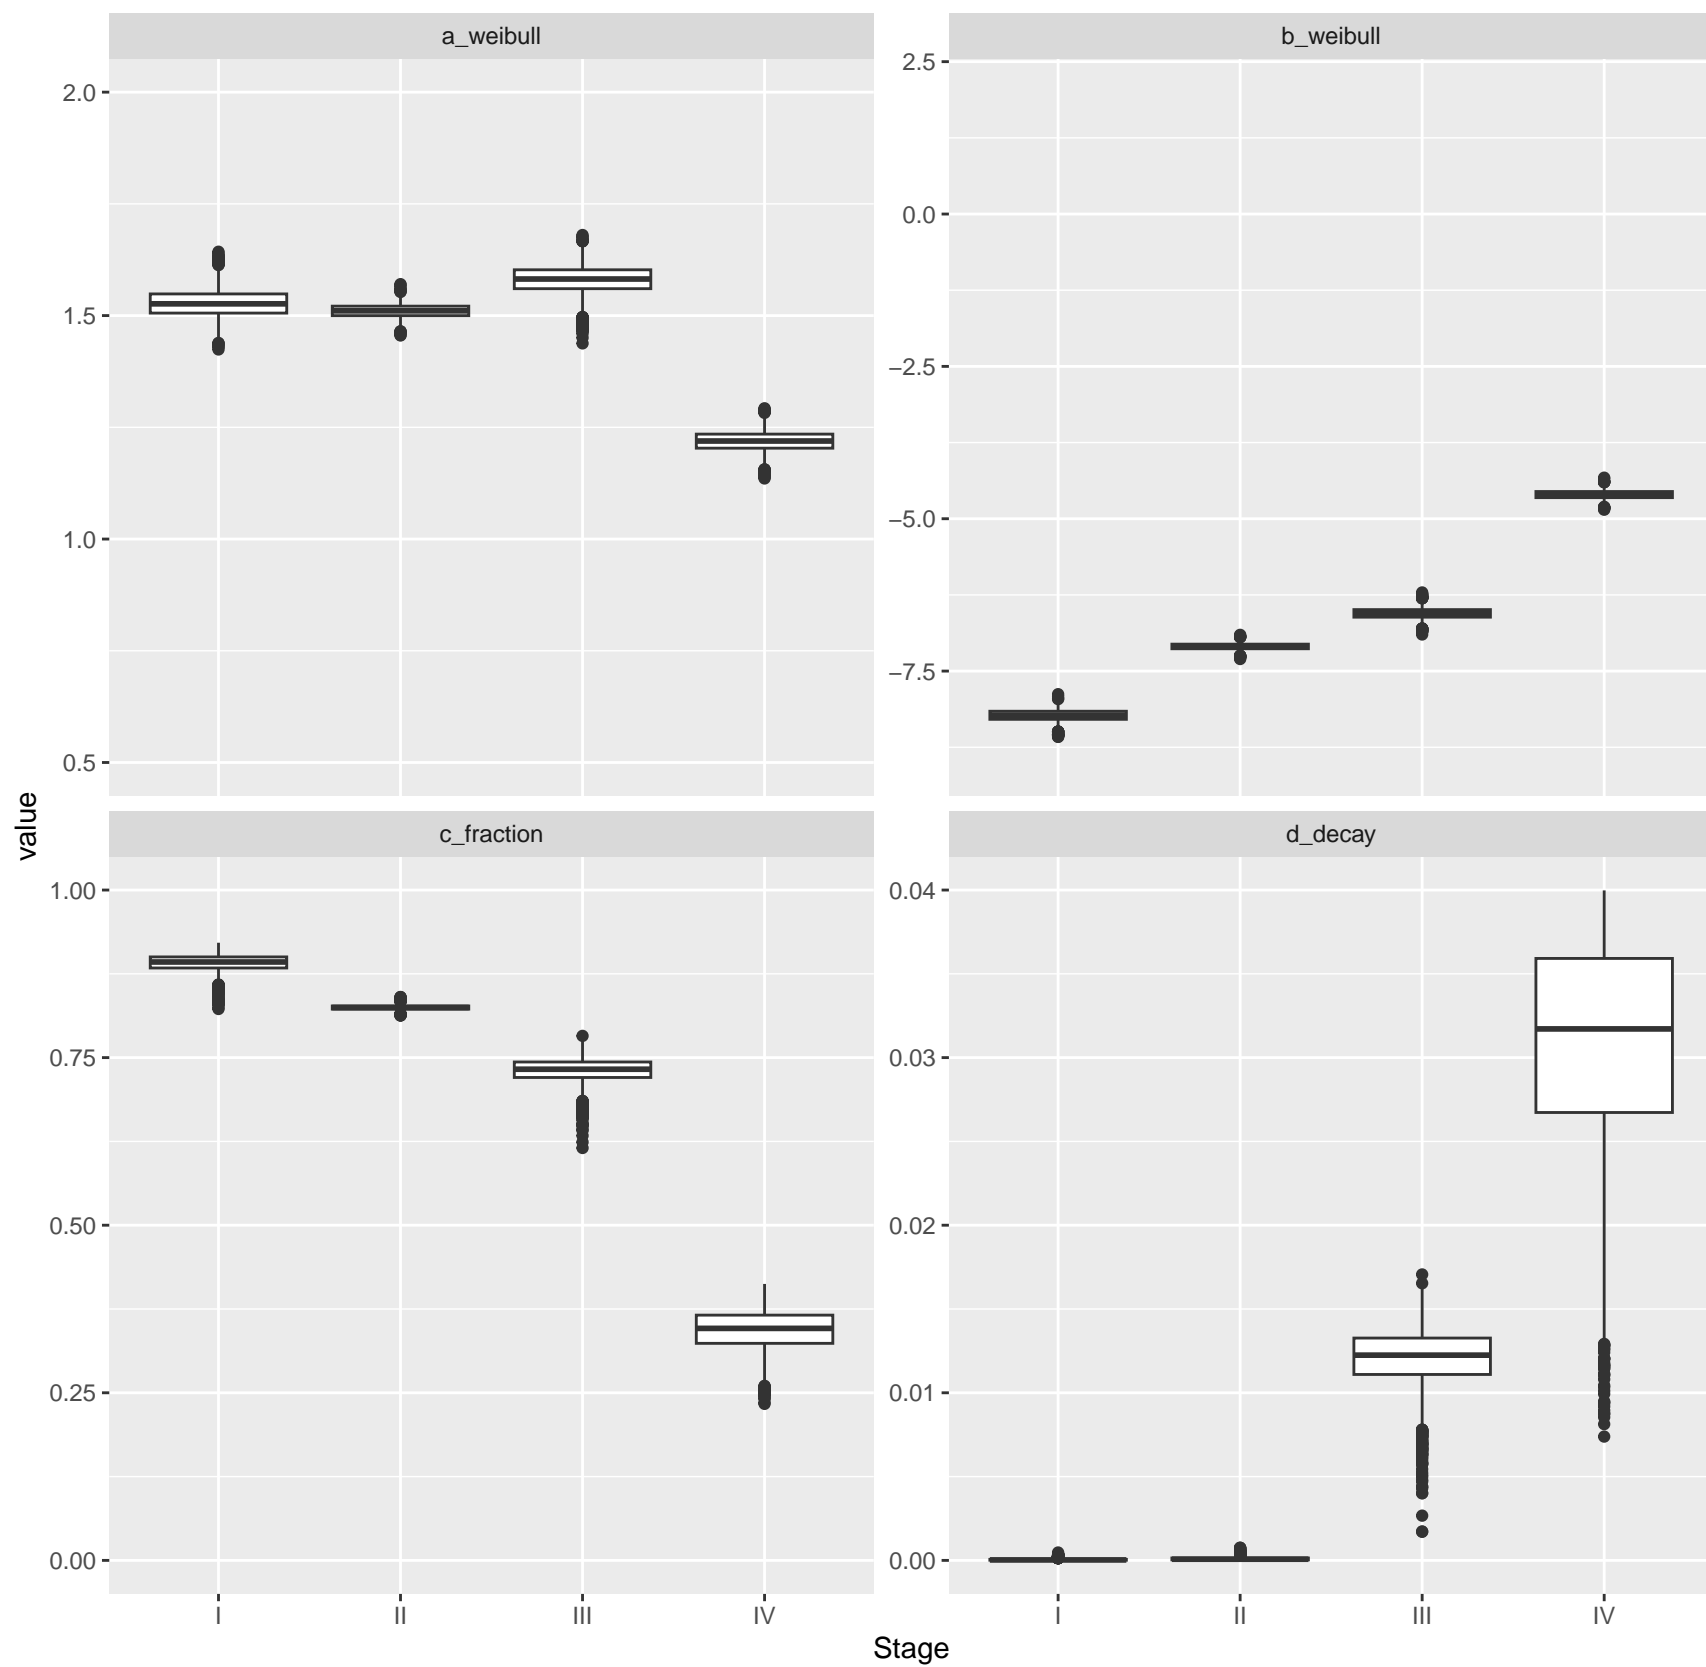 a_weibull
b_weibull
2.0
1.5
1.0
0.5
2.5
0.0
−2.5
−5.0
−7.5
value
c_fraction
d_decay
1.00
0.75
0.50
0.25
0.00
0.04
0.03
0.02
0.01
0.00
I II III IV
I II III IV
Stage